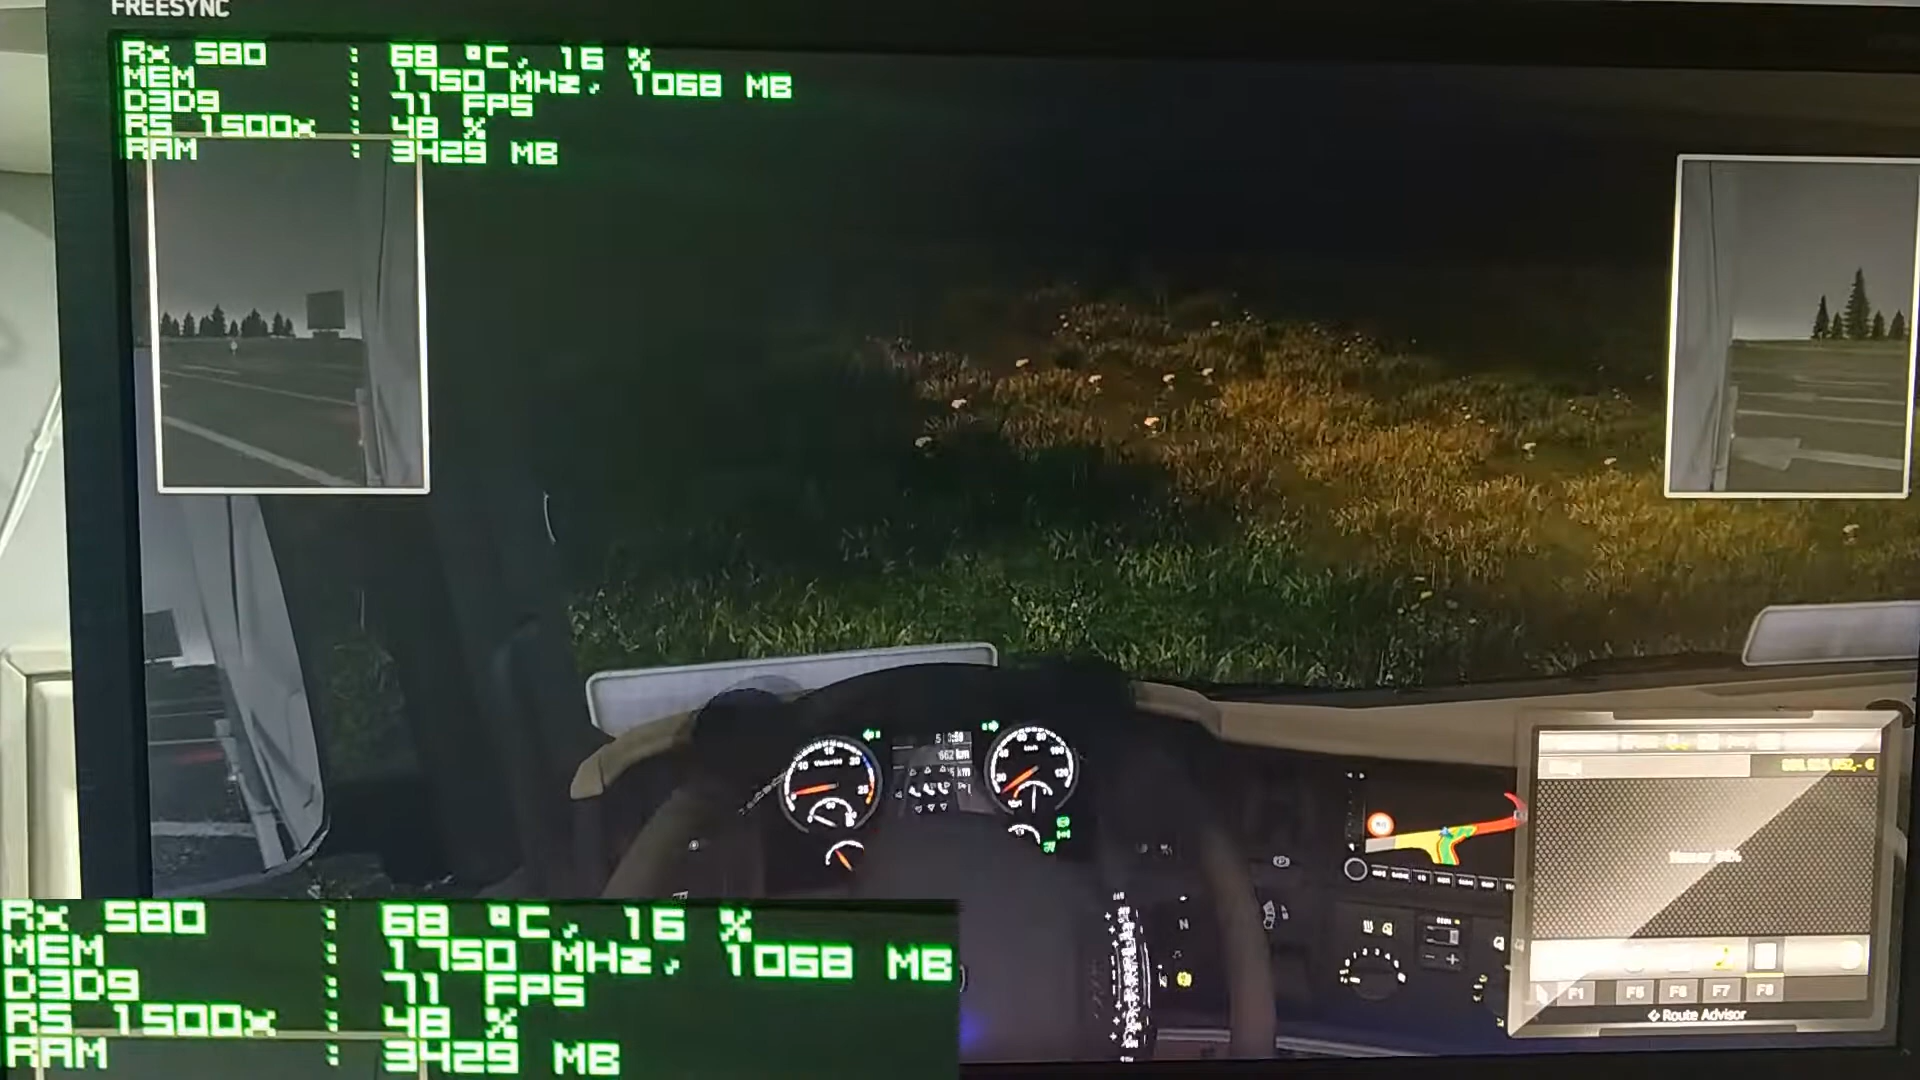 FREESYNC
Rx 580 : 68 °C, 16 %
MEM : 1750 MHz, 1068 MB
D3D9 : 71 FPS
R5 1500x : 48 %
RAM : 3429 MB
F1 F5 F6 F7 F8
Route Advisor
N
Rx 580 : 68 °C, 16 %
MEM : 1750 MHz, 1068 MB
D3D9 : 71 FPS
R5 1500x : 48 %
RAM : 3429 MB